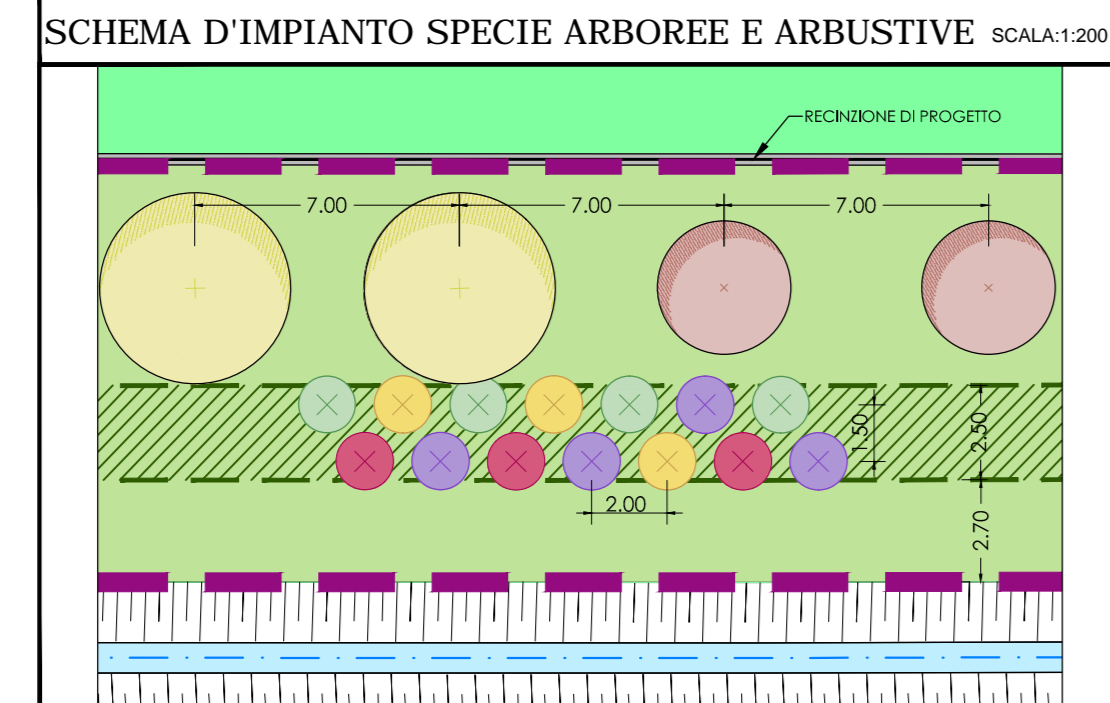 SCHEMA D'IMPIANTO SPECIE ARBOREE E ARBUSTIVE SCALA:1:200
RECINZIONE DI PROGETTO
7.00 7.00 7.00
1.50 2.50
2.00
2.70